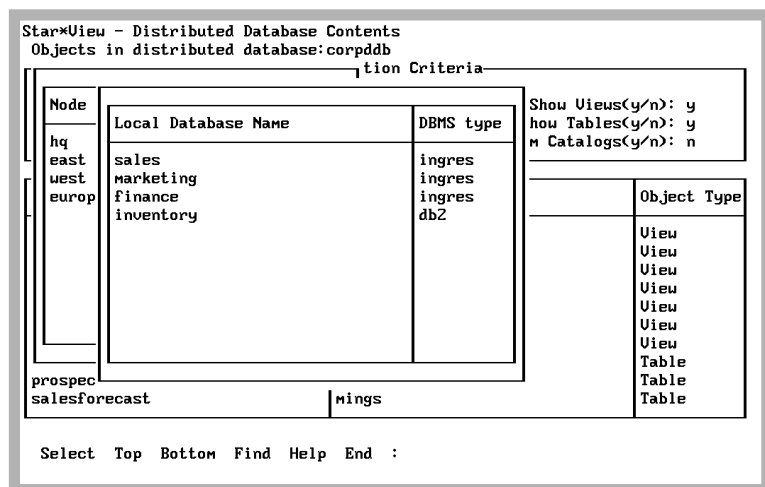 Star*View - Distributed Database Contents
Objects in distributed database:corpddb
tion Criteria
Node
Show Views(y/n): y
Local Database Name DBMS type how Tables(y/n): y
hq m Catalogs(y/n): n
east sales ingres
west marketing ingres
europ finance ingres Object Type
inventory db2
View
View
View
View
View
View
View
Table
prospec Table
salesforecast mings Table
Select Top Bottom Find Help End :